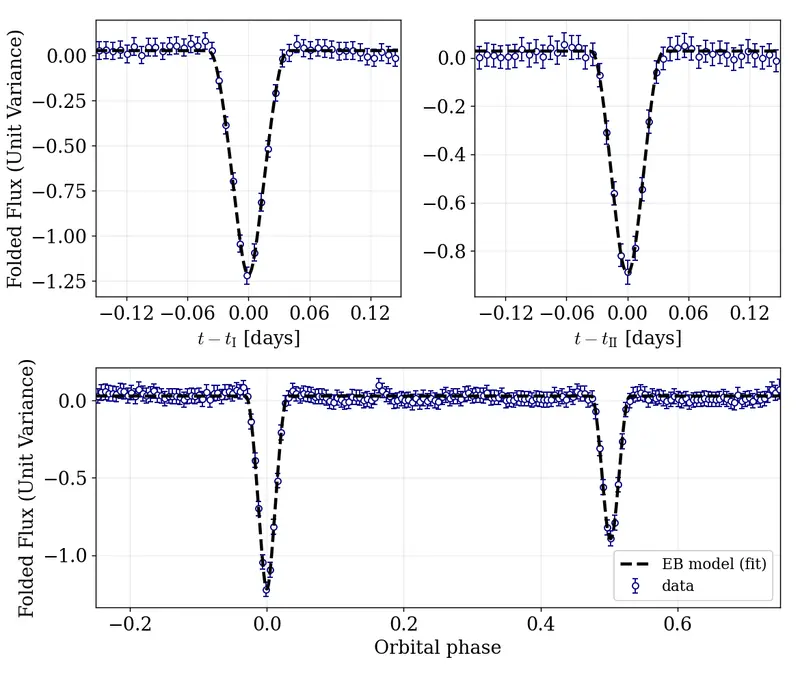 Folded Flux (Unit Variance)
0.00
−0.25
−0.50
−0.75
−1.00
−1.25
−0.12 −0.06 0.00 0.06 0.12
t − tI [days]
0.0
−0.2
−0.4
−0.6
−0.8
−0.12 −0.06 0.00 0.06 0.12
t − tII [days]
Folded Flux (Unit Variance)
0.0
−0.5
−1.0
EB model (fit)
data
−0.2 0.0 0.2 0.4 0.6
Orbital phase